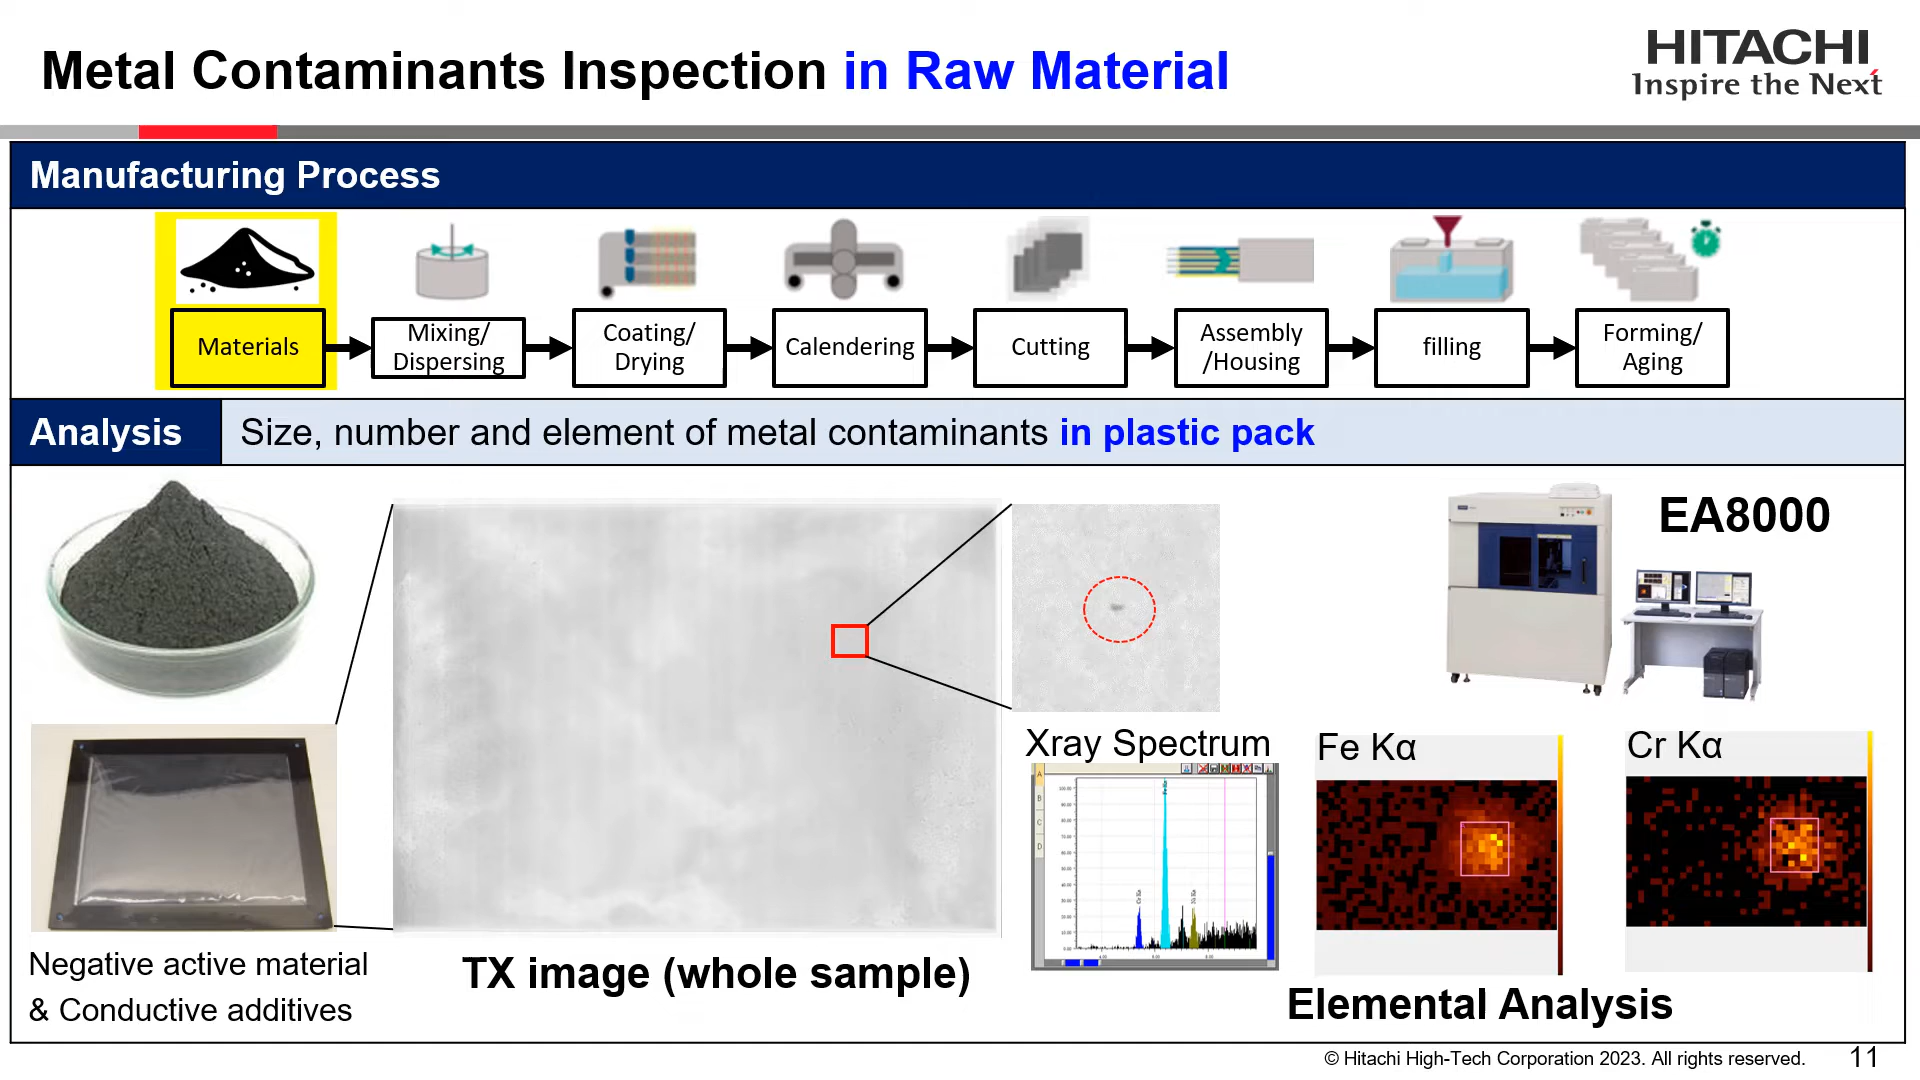 Metal Contaminants Inspection in Raw Material
HITACHI
Inspire the Next
Manufacturing Process
Materials
Mixing/
Dispersing
Coating/
Drying
Calendering
Cutting
Assembly
/Housing
filling
Forming/
Aging
Analysis
Size, number and element of metal contaminants in plastic pack
EA8000
Xray Spectrum
Fe Kα
Cr Kα
A
B
C
D
Negative active material
& Conductive additives
TX image (whole sample)
Elemental Analysis
© Hitachi High-Tech Corporation 2023. All rights reserved.
11